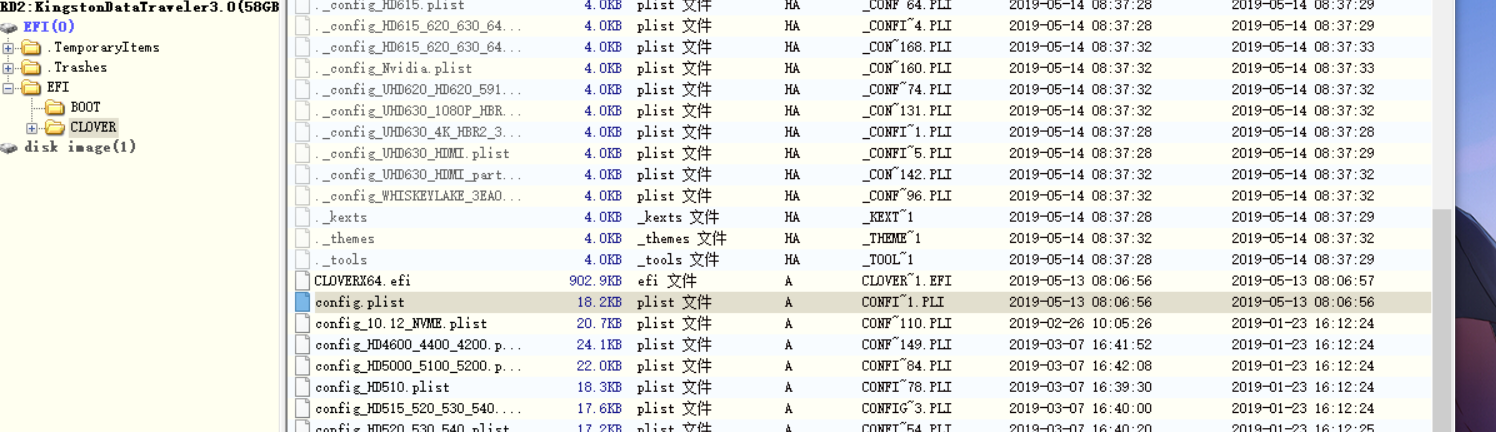 RD2:KingstonDataTraveler3.0(58GB
EFI(0)
.TemporaryItems
.Trashes
EFI
BOOT
CLOVER
disk image(1)
._config_HD615.plist 4.0KB plist 文件 HA _CONF~64.PLI 2019-05-14 08:37:28 2019-05-14 08:37:29
._config_HD615_620_630_64... 4.0KB plist 文件 HA _CONFI~4.PLI 2019-05-14 08:37:28 2019-05-14 08:37:29
._config_HD615_620_630_64... 4.0KB plist 文件 HA _CON~168.PLI 2019-05-14 08:37:32 2019-05-14 08:37:33
._config_Nvidia.plist 4.0KB plist 文件 HA _CON~160.PLI 2019-05-14 08:37:32 2019-05-14 08:37:33
._config_UHD620_HD620_591... 4.0KB plist 文件 HA _CONF~74.PLI 2019-05-14 08:37:32 2019-05-14 08:37:32
._config_UHD630_1080P_HBR... 4.0KB plist 文件 HA _CON~131.PLI 2019-05-14 08:37:32 2019-05-14 08:37:32
._config_UHD630_4K_HBR2_3... 4.0KB plist 文件 HA _CONFI~1.PLI 2019-05-14 08:37:32 2019-05-14 08:37:28
._config_UHD630_HDMI.plist 4.0KB plist 文件 HA _CONFI~5.PLI 2019-05-14 08:37:28 2019-05-14 08:37:29
._config_UHD630_HDMI_part... 4.0KB plist 文件 HA _CON~142.PLI 2019-05-14 08:37:32 2019-05-14 08:37:32
._config_WHISKEYLAKE_3EA0... 4.0KB plist 文件 HA _CONF~96.PLI 2019-05-14 08:37:32 2019-05-14 08:37:32
._kexts 4.0KB _kexts 文件 HA _KEXT~1 2019-05-14 08:37:28 2019-05-14 08:37:29
._themes 4.0KB _themes 文件 HA _THEME~1 2019-05-14 08:37:32 2019-05-14 08:37:32
._tools 4.0KB _tools 文件 HA _TOOL~1 2019-05-14 08:37:28 2019-05-14 08:37:29
CLOVERX64.efi 902.9KB efi 文件 A CLOVER~1.EFI 2019-05-13 08:06:56 2019-05-13 08:06:57
config.plist 18.2KB plist 文件 A CONFI~1.PLI 2019-05-13 08:06:56 2019-05-13 08:06:56
config_10.12_NVME.plist 20.7KB plist 文件 A CONF~110.PLI 2019-02-26 10:05:26 2019-01-23 16:12:24
config_HD4600_4400_4200.p... 24.1KB plist 文件 A CONF~149.PLI 2019-03-07 16:41:52 2019-01-23 16:12:24
config_HD5000_5100_5200.p... 22.0KB plist 文件 A CONFI~84.PLI 2019-03-07 16:42:08 2019-01-23 16:12:24
config_HD510.plist 18.3KB plist 文件 A CONFI~78.PLI 2019-03-07 16:39:30 2019-01-23 16:12:24
config_HD515_520_530_540.... 17.6KB plist 文件 A CONFIG~3.PLI 2019-03-07 16:40:00 2019-01-23 16:12:24
config_HD520_530_540.plist 17.2KB plist 文件 A CONFI~54.PLI 2019-03-07 16:40:20 2019-01-23 16:12:25